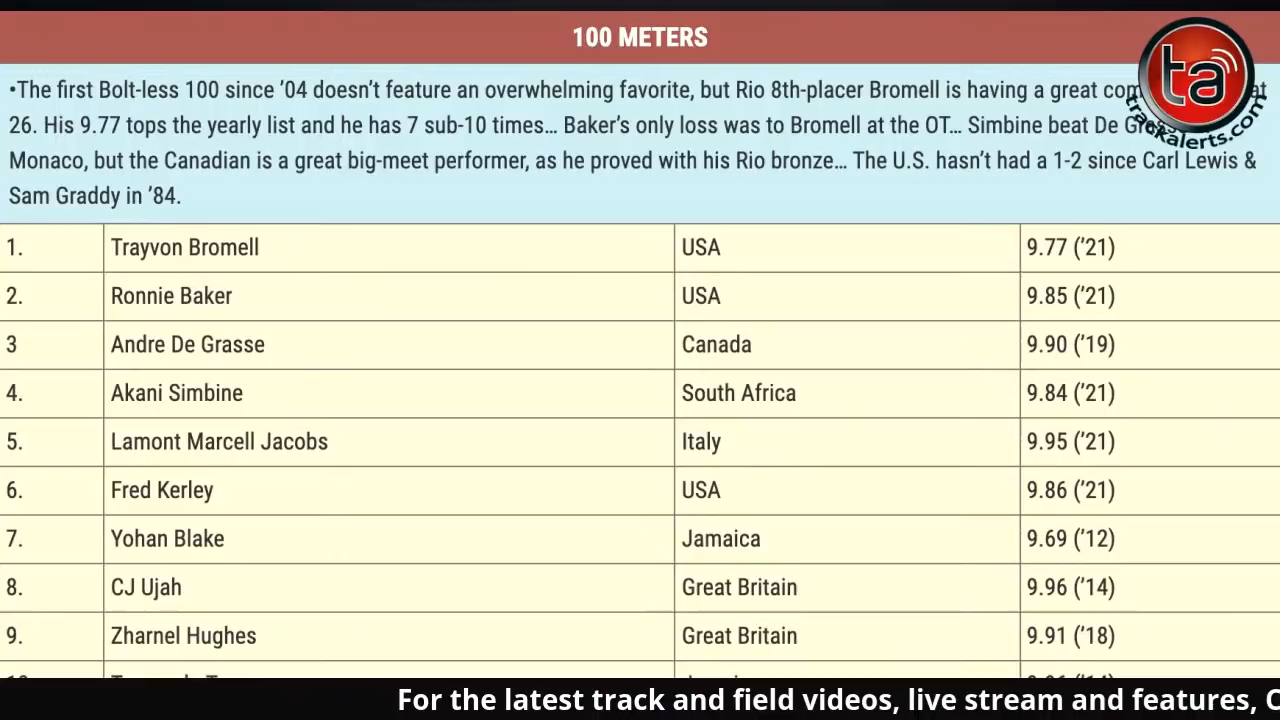 100 METERS
ta
trackalerts.com
•The first Bolt-less 100 since ’04 doesn’t feature an overwhelming favorite, but Rio 8th-placer Bromell is having a great
26. His 9.77 tops the yearly list and he has 7 sub-10 times… Baker’s only loss was to Bromell at the OT… Simbine beat De
Monaco, but the Canadian is a great big-meet performer, as he proved with his Rio bronze… The U.S. hasn’t had a 1-2 since Carl Lewis &
Sam Graddy in ’84.
1. Trayvon Bromell USA 9.77 (’21)
2. Ronnie Baker USA 9.85 (’21)
3 Andre De Grasse Canada 9.90 (’19)
4. Akani Simbine South Africa 9.84 (’21)
5. Lamont Marcell Jacobs Italy 9.95 (’21)
6. Fred Kerley USA 9.86 (’21)
7. Yohan Blake Jamaica 9.69 (’12)
8. CJ Ujah Great Britain 9.96 (’14)
9. Zharnel Hughes Great Britain 9.91 (’18)
For the latest track and field videos, live stream and features,